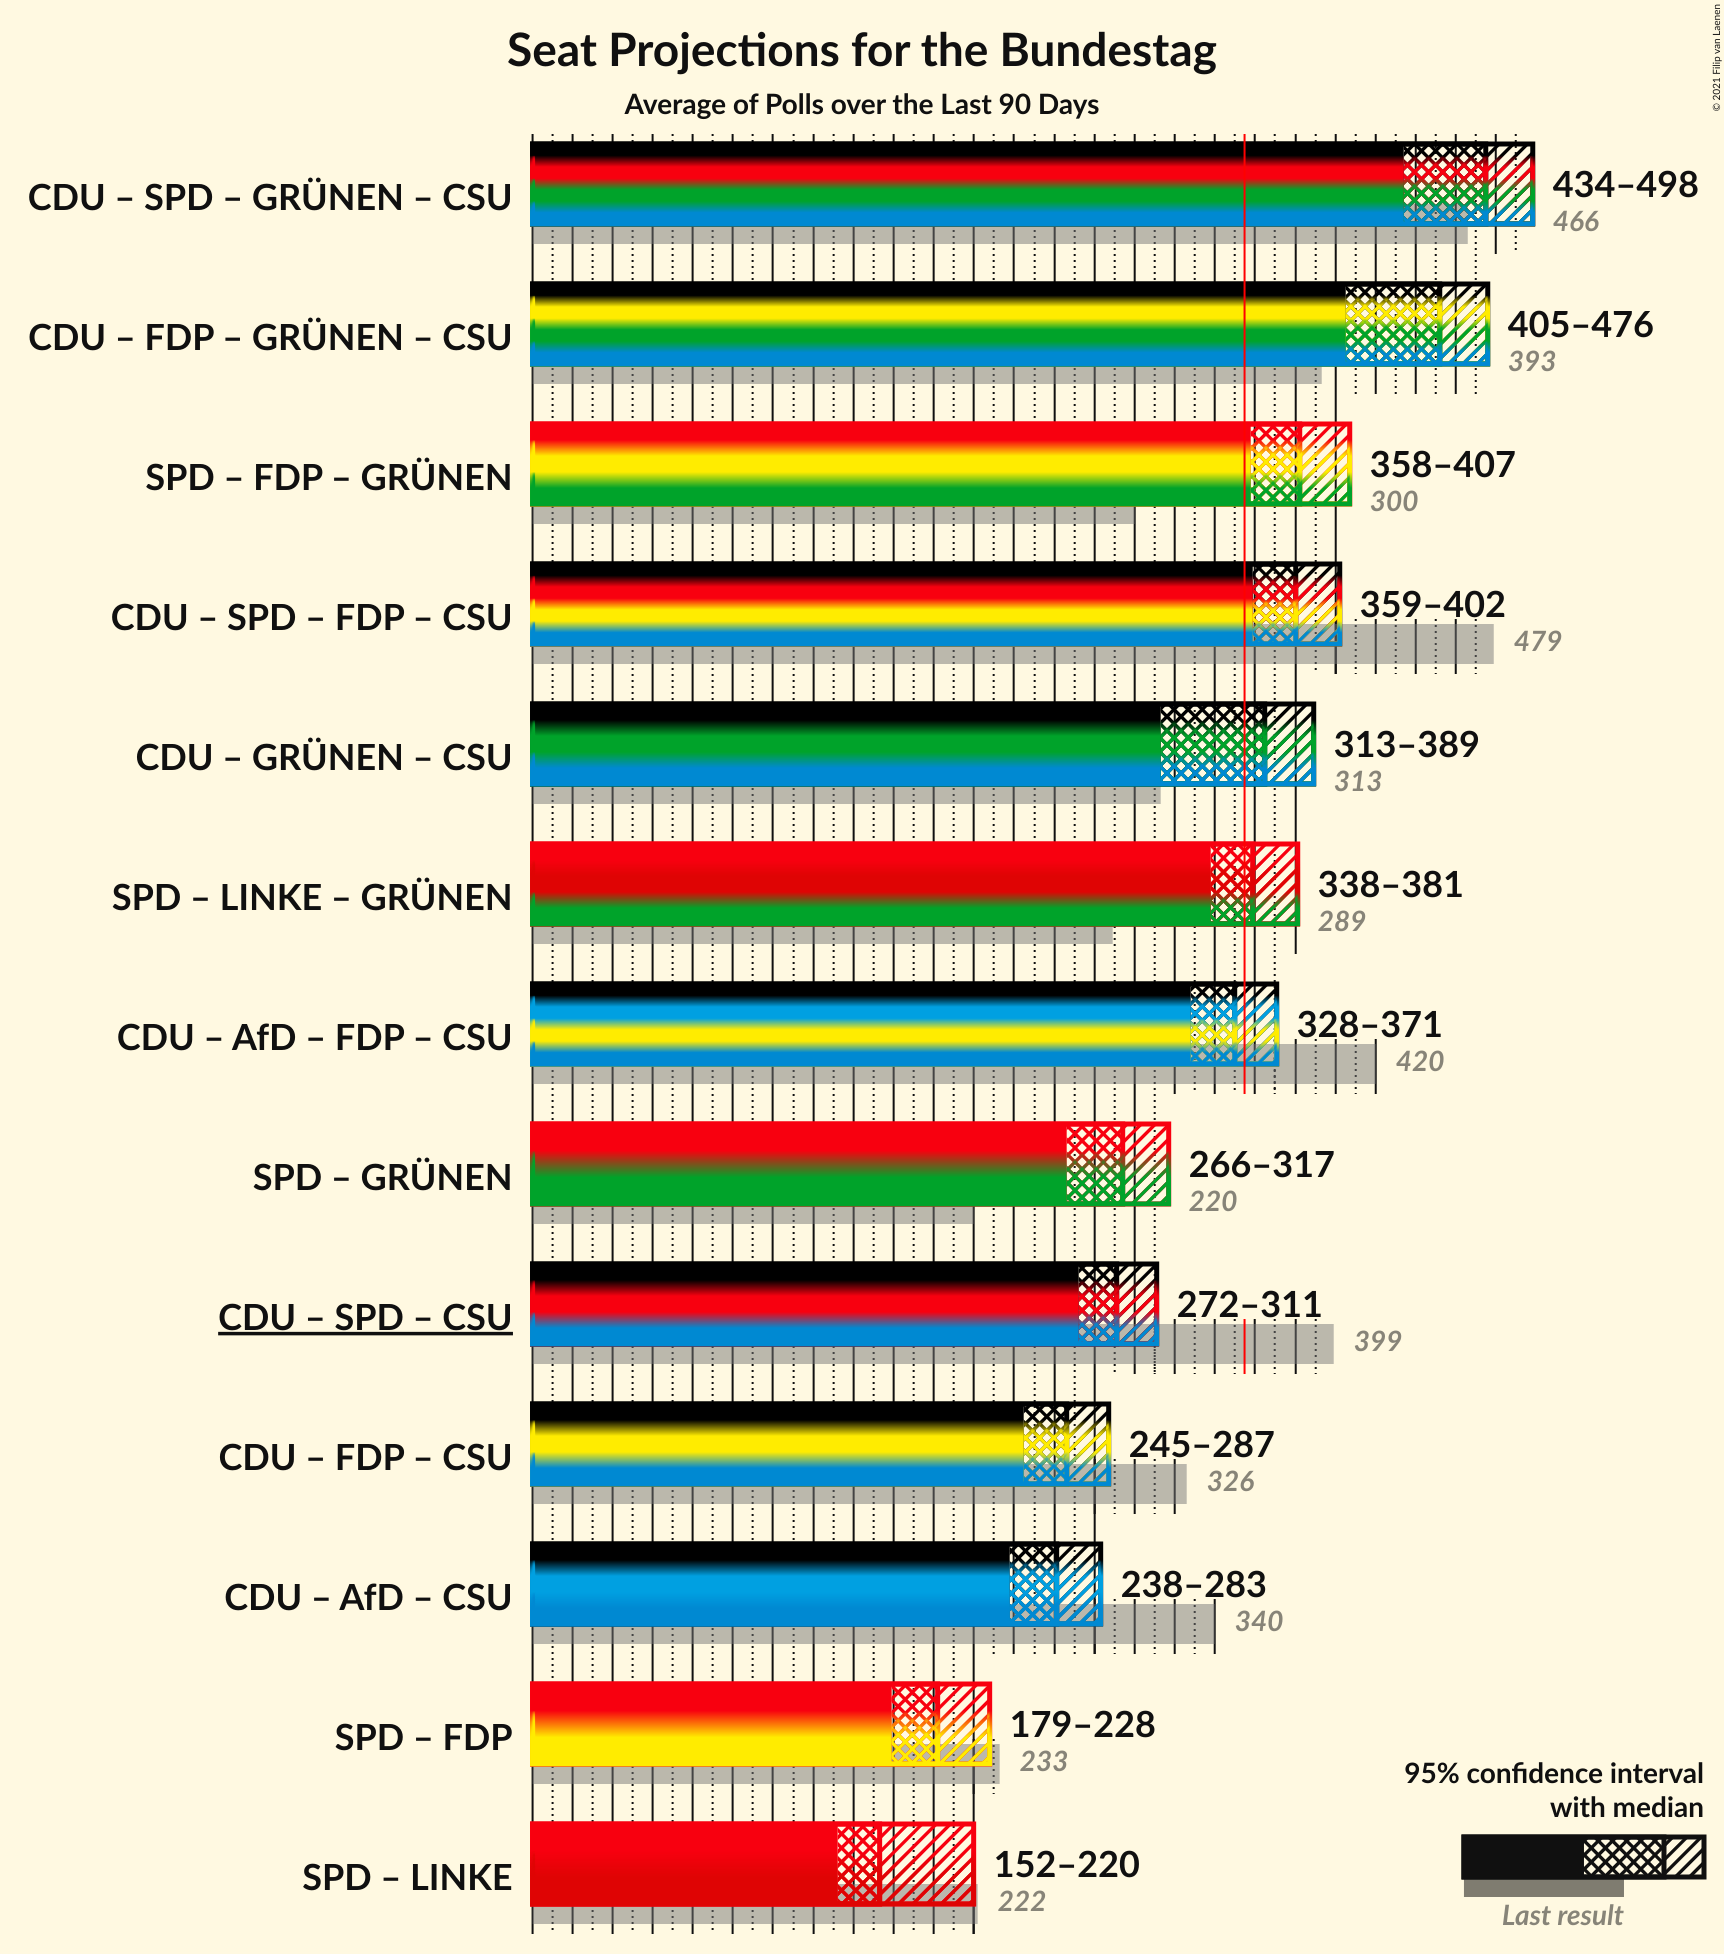 Seat Projections for the Bundestag
Average of Polls over the Last 90 Days
© 2021 Filip van Laenen
CDU – SPD – GRÜNEN – CSU
434–498
466
CDU – FDP – GRÜNEN – CSU
405–476
393
SPD – FDP – GRÜNEN
358–407
300
CDU – SPD – FDP – CSU
359–402
479
CDU – GRÜNEN – CSU
313–389
313
SPD – LINKE – GRÜNEN
338–381
289
CDU – AfD – FDP – CSU
328–371
420
SPD – GRÜNEN
266–317
220
CDU – SPD – CSU
272–311
399
CDU – FDP – CSU
245–287
326
CDU – AfD – CSU
238–283
340
SPD – FDP
179–228
233
SPD – LINKE
152–220
222
95% confidence interval
with median
Last result